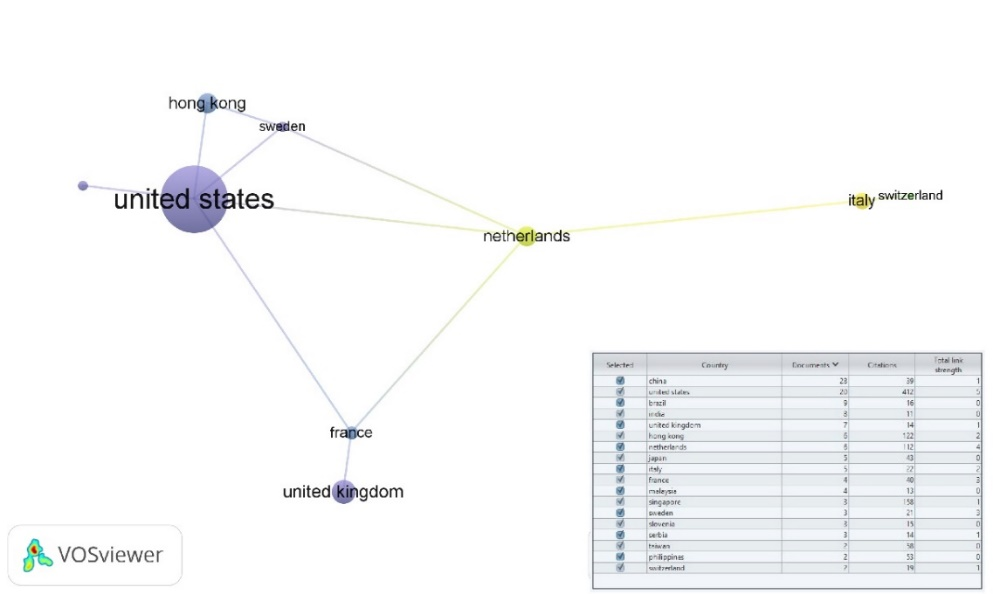 hong kong
sweden
united states
italy
switzerland
netherlands
france
united kingdom
VOSviewer
Selected Country Documents Citations Total link strength
china 23 39 1
united states 20 412 5
brazil 9 16 0
india 8 11 0
united kingdom 7 14 1
hong kong 6 122 2
netherlands 6 112 4
japan 5 43 0
italy 5 22 2
france 4 40 3
malaysia 4 13 0
singapore 3 158 1
sweden 3 21 3
slovenia 3 15 0
serbia 3 14 1
taiwan 2 58 0
philippines 2 53 0
switzerland 2 19 1